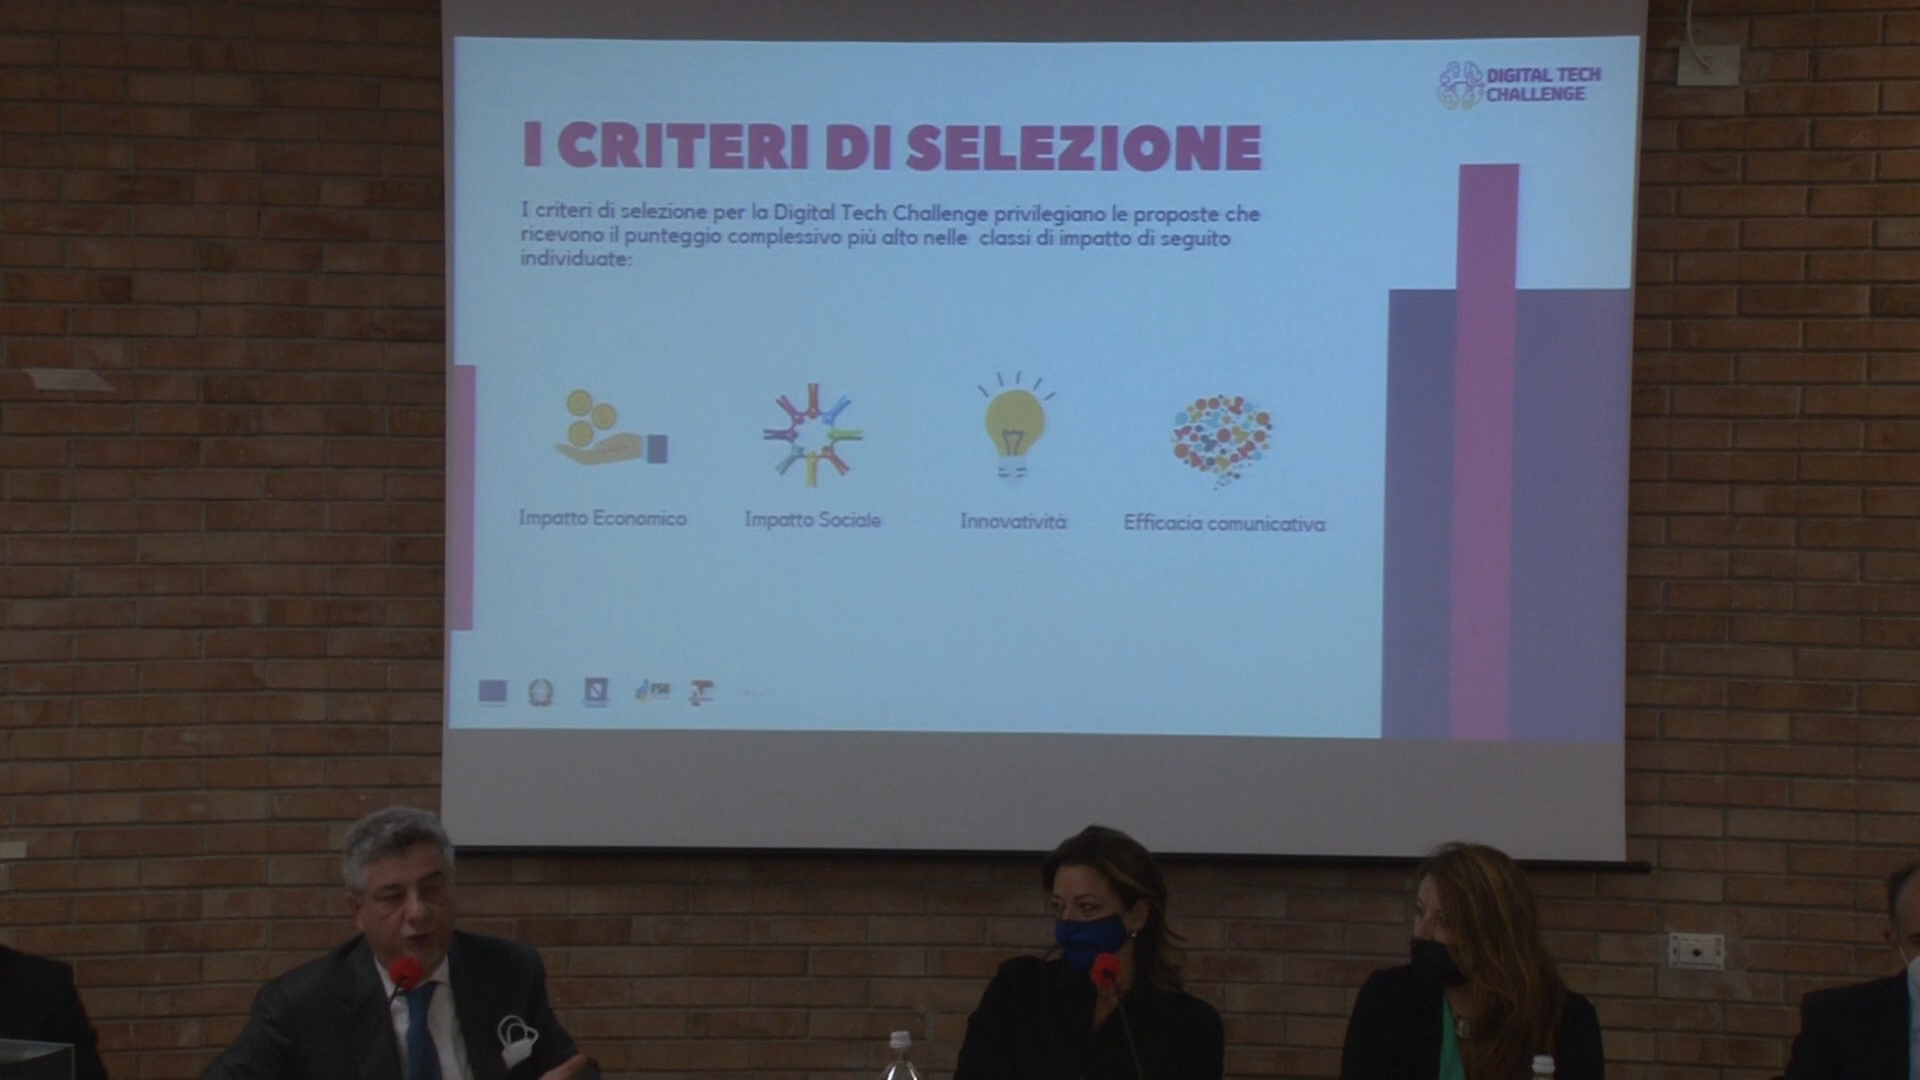 DIGITAL TECH
CHALLENGE
I CRITERI DI SELEZIONE
I criteri di selezione per la Digital Tech Challenge privilegiano le proposte che
ricevono il punteggio complessivo più alto nelle classi di impatto di seguito
individuate:
Impatto Economico
Impatto Sociale
Innovatività
Efficacia comunicativa